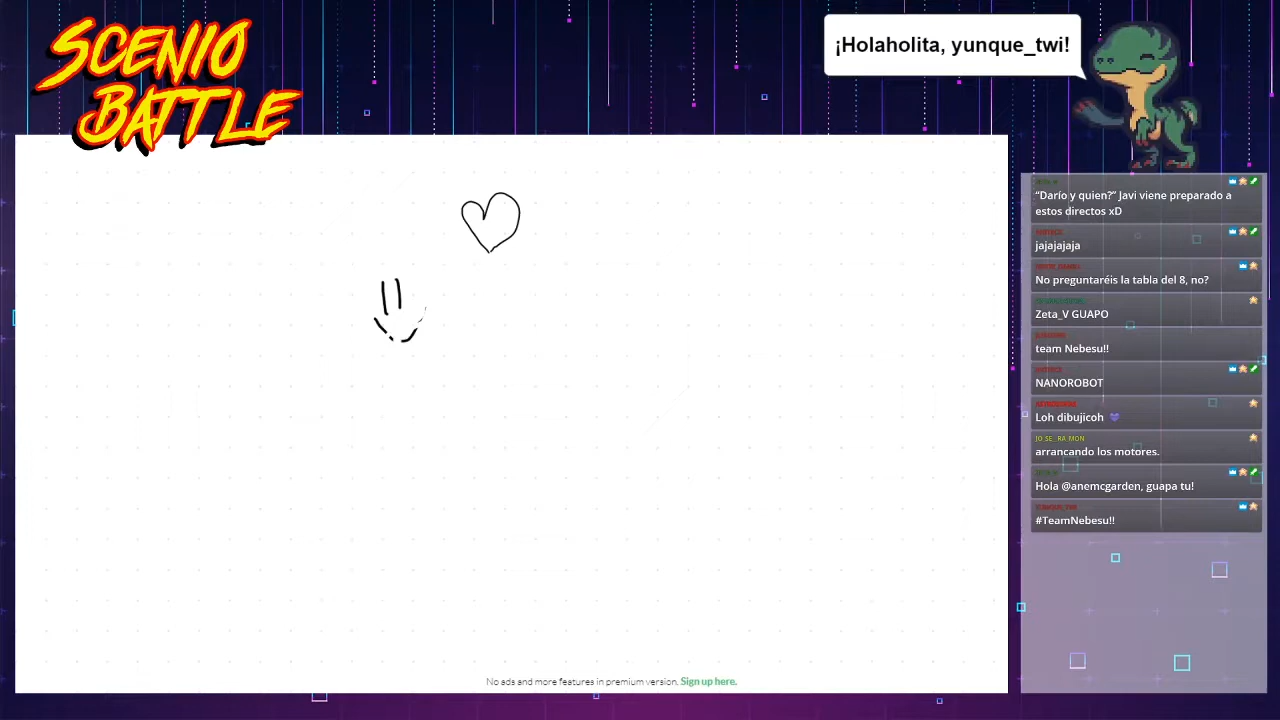 SCENIO
BATTLE
¡Holaholita, yunque_twi!
“Darío y quien?” Javi viene preparado a
estos directos xD
jajajajaja
No preguntaréis la tabla del 8, no?
Zeta_V GUAPO
team Nebesu!!
NANOROBOT
Loh dibujicoh 💜
JO_SE_RA_MON
arrancando los motores.
Hola @anemcgarden, guapa tu!
#TeamNebesu!!
No ads and more features in premium version. Sign up here.